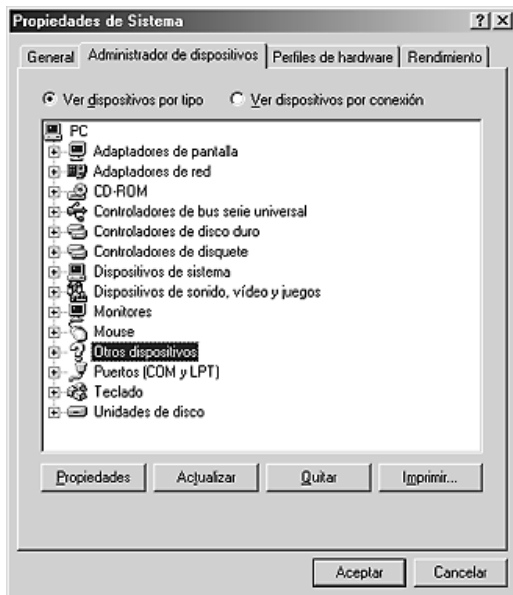 Propiedades de Sistema
General Administrador de dispositivos Perfiles de hardware Rendimiento
Ver dispositivos por tipo Ver dispositivos por conexión
PC
Adaptadores de pantalla
Adaptadores de red
CD-ROM
Controladores de bus serie universal
Controladores de disco duro
Controladores de disquete
Dispositivos de sistema
Dispositivos de sonido, vídeo y juegos
Monitores
Mouse
Otros dispositivos
Puertos (COM y LPT)
Teclado
Unidades de disco
Propiedades Actualizar Quitar Imprimir...
Aceptar Cancelar